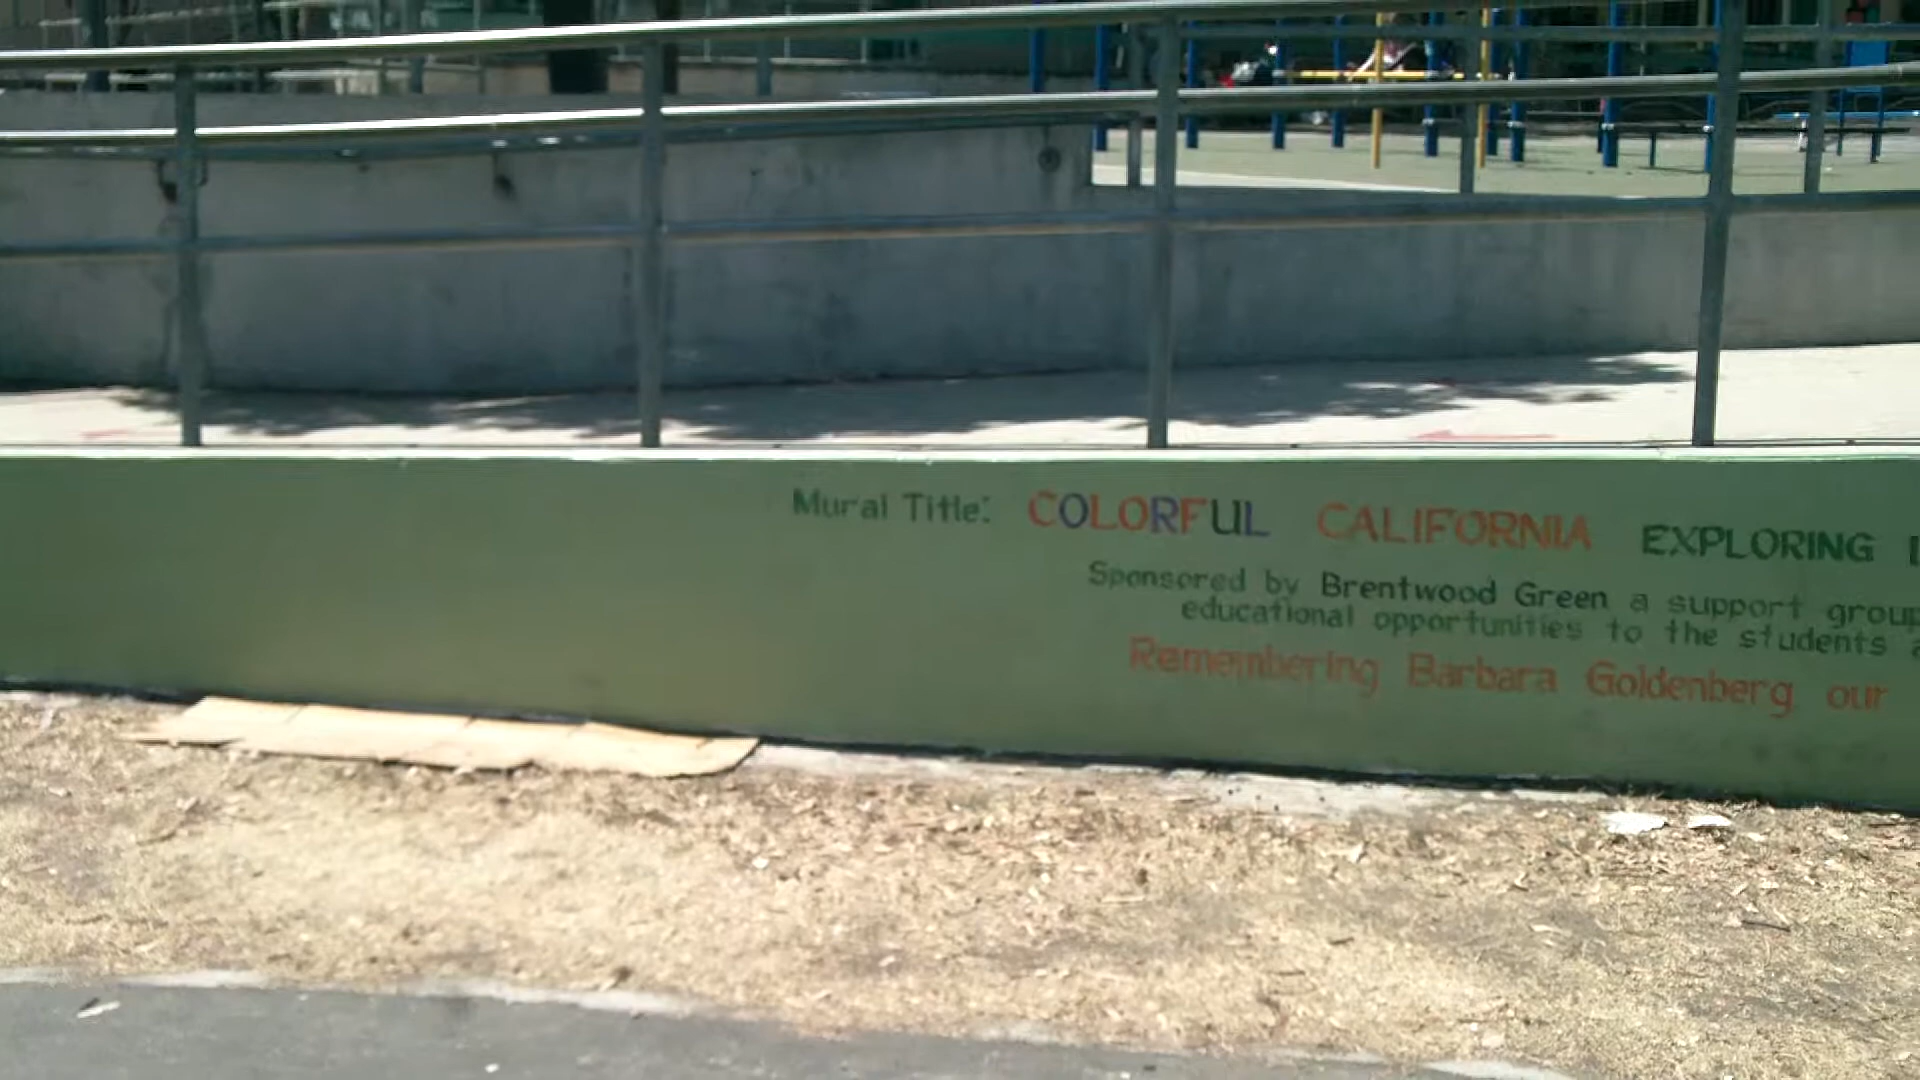 Mural Title: COLORFUL CALIFORNIA EXPLORING
Sponsored by Brentwood Green a support group
educational opportunities to the students
Remembering Barbara Goldenberg our